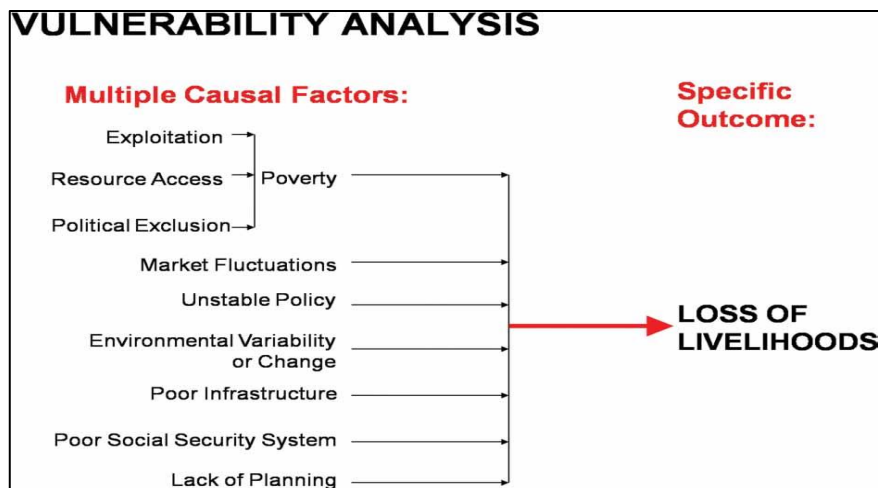 VULNERABILITY ANALYSIS
Multiple Causal Factors:
Specific
Outcome:
Exploitation
Resource Access
Poverty
Political Exclusion
Market Fluctuations
Unstable Policy
Environmental Variability
or Change
Poor Infrastructure
Poor Social Security System
Lack of Planning
LOSS OF
LIVELIHOODS